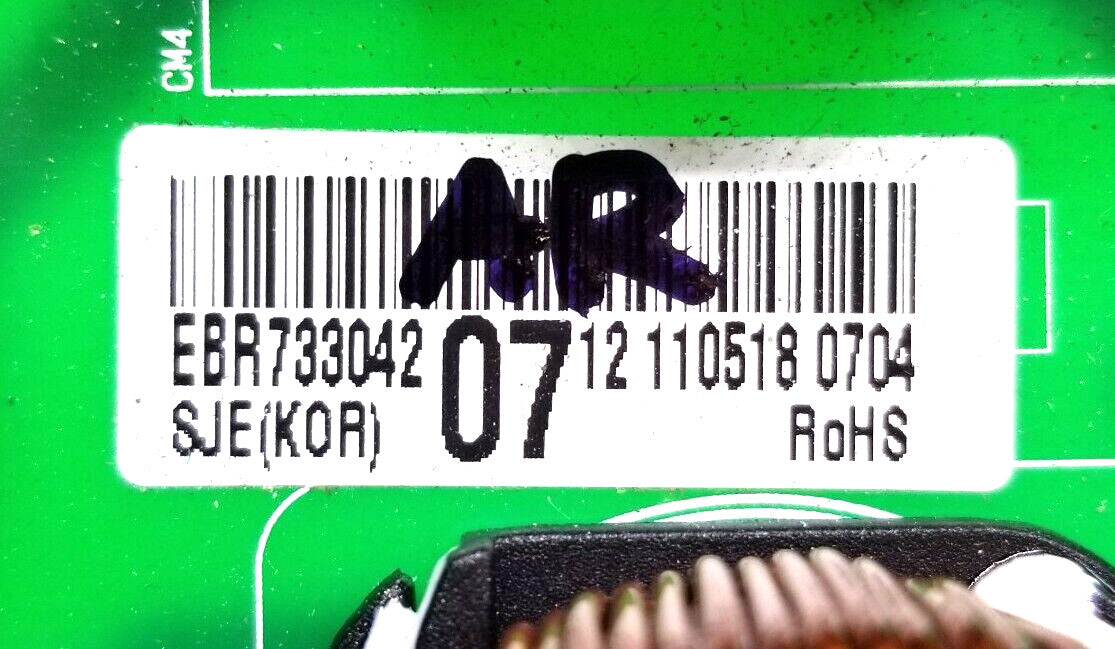 CM4
AR
EBR733042 07 12 110518 0704
SJE(KOR) RoHS